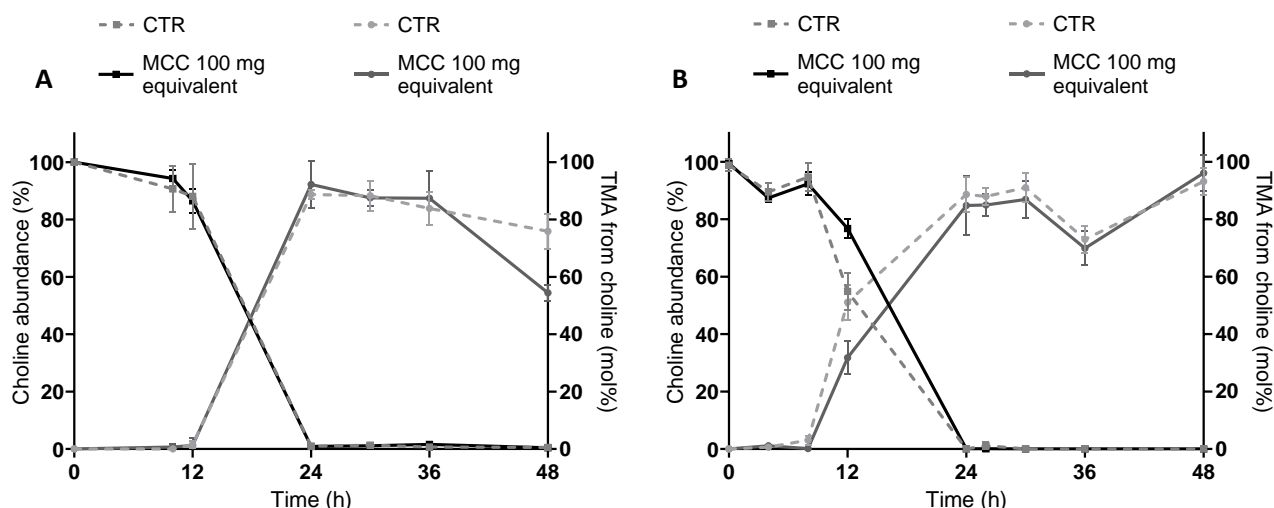 CTR
CTR
MCC 100 mg
equivalent
MCC 100 mg
equivalent
A
100
80
60
40
20
0
Choline abundance (%)
100
80
60
40
20
0
TMA from choline (mol%)
0
12
24
36
48
Time (h)
CTR
CTR
MCC 100 mg
equivalent
MCC 100 mg
equivalent
B
100
80
60
40
20
0
Choline abundance (%)
100
80
60
40
20
0
TMA from choline (mol%)
0
12
24
36
48
Time (h)